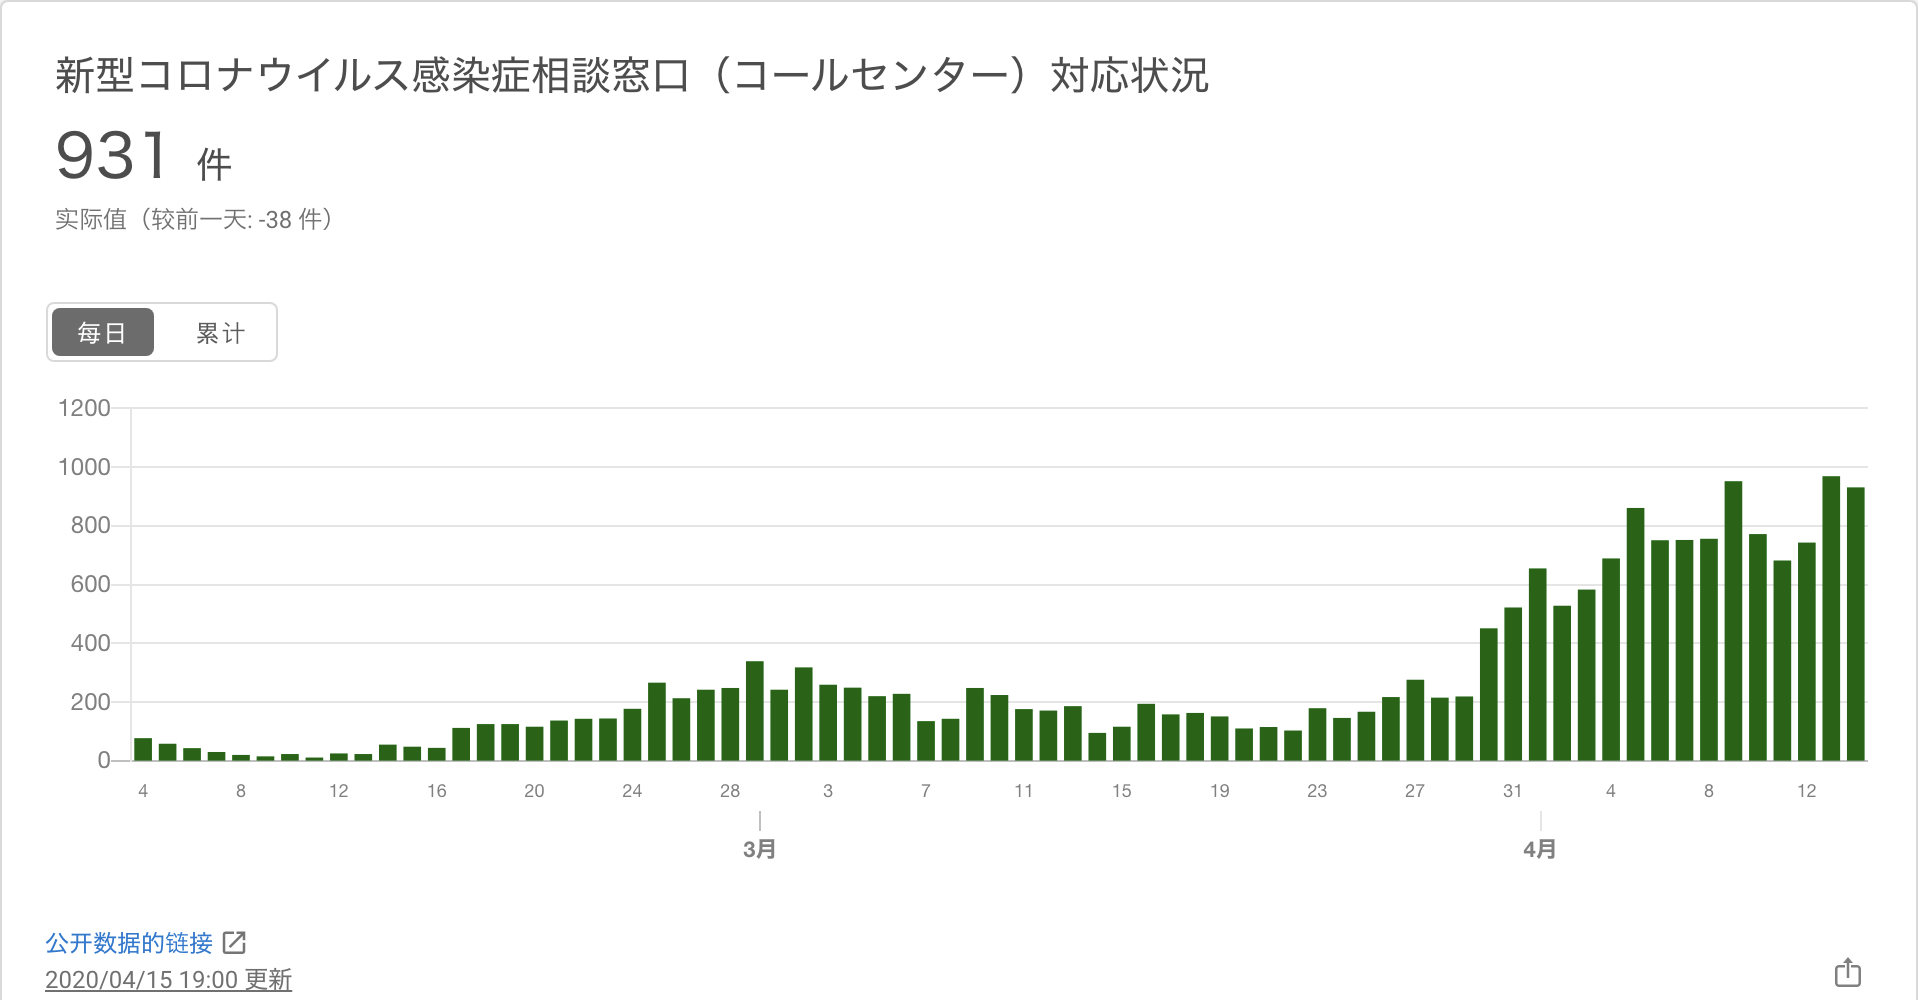 新型コロナウイルス感染症相談窓口（コールセンター）対応状況
931 件
实际值（较前一天: -38 件）
每日 累计
1200
1000
800
600
400
200
0
4 8 12 16 20 24 28 3 7 11 15 19 23 27 31 4 8 12
3月 4月
公开数据的链接
2020/04/15 19:00 更新